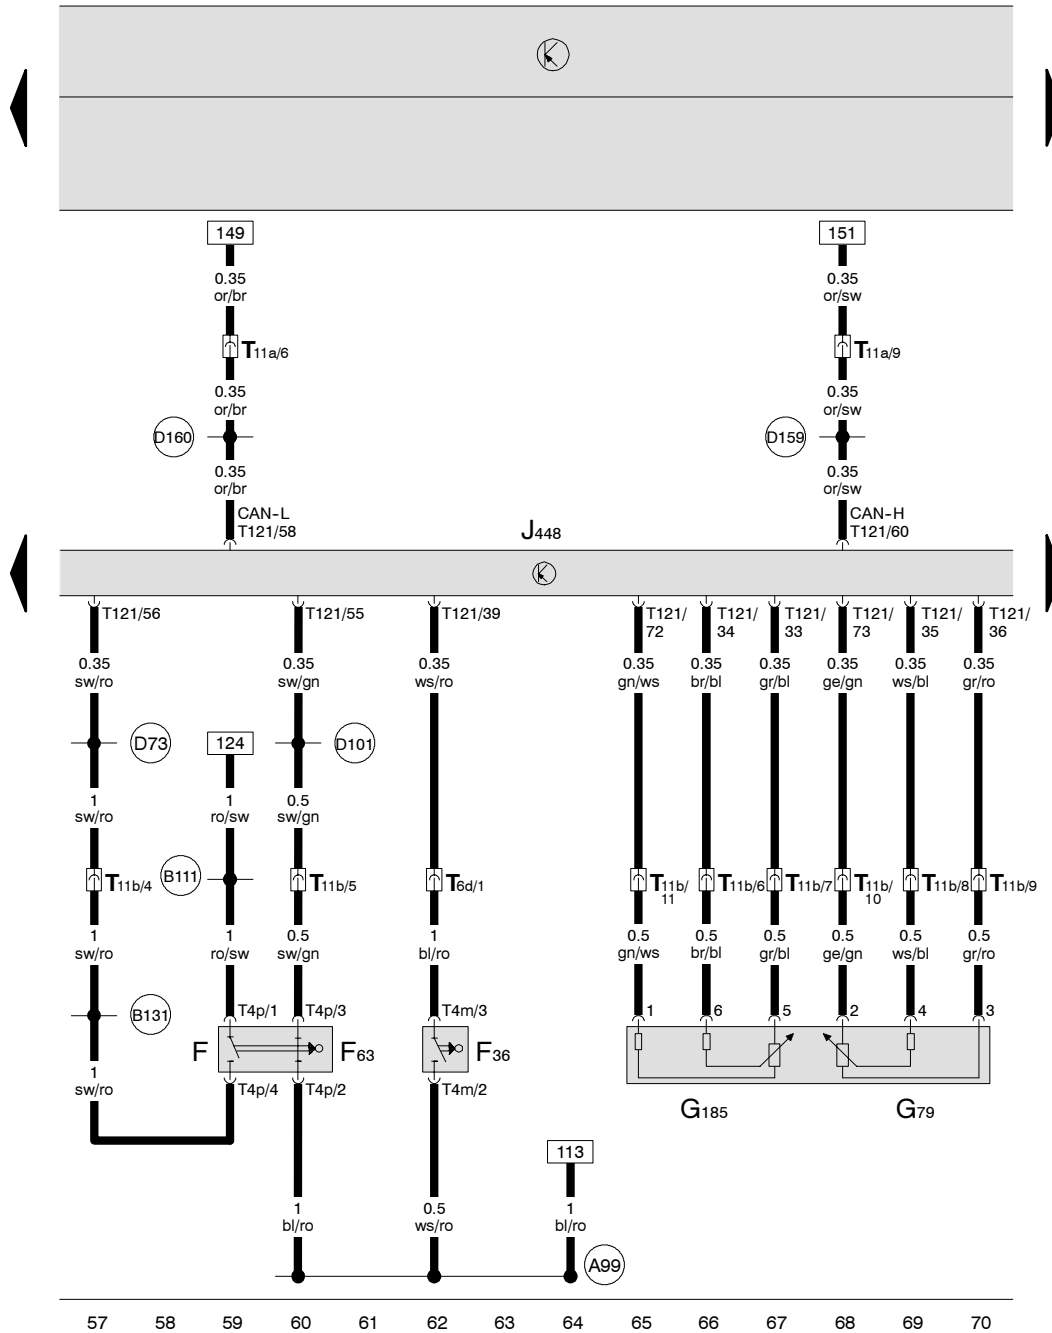 149 151
0.35 0.35
or/br or/sw
T11a/6 T11a/9
0.35 0.35
or/br or/sw
D160 D159
0.35 0.35
or/br or/sw
CAN-L CAN-H
T121/58 J448 T121/60
T121/56 T121/55 T121/39 T121/ T121/ T121/ T121/ T121/ T121/
72 34 33 73 35 36
0.35 0.35 0.35 0.35 0.35 0.35 0.35 0.35 0.35
sw/ro sw/gn ws/ro gn/ws br/bl gr/bl ge/gn ws/bl gr/ro
D73 124 D101
1 1 0.5
sw/ro ro/sw sw/gn
T11b/4 B111 T11b/5 T6d/1 T11b/ T11b/6 T11b/7 T11b/ T11b/8 T11b/9
11 10
1 1 0.5 1 0.5 0.5 0.5 0.5 0.5 0.5
sw/ro ro/sw sw/gn bl/ro gn/ws br/bl gr/bl ge/gn ws/bl gr/ro
B131 T4p/1 T4p/3 T4m/3 1 6 5 2 4 3
F F63 F36
1 T4p/4 T4p/2 T4m/2
sw/ro
G185 G79
113
1 0.5 1
bl/ro ws/ro bl/ro
A99
57 58 59 60 61 62 63 64 65 66 67 68 69 70